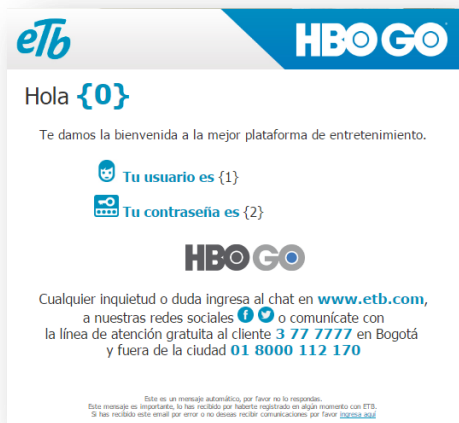 eTb
HBO GO
Hola {0}
Te damos la bienvenida a la mejor plataforma de entretenimiento.
Tu usuario es {1}
Tu contraseña es {2}
HBO GO
Cualquier inquietud o duda ingresa al chat en www.etb.com,
a nuestras redes sociales o comunícate con
la línea de atención gratuita al cliente 3 77 7777 en Bogotá
y fuera de la ciudad 01 8000 112 170
Este es un mensaje automático, por favor no lo respondas.
Este mensaje es importante, lo has recibido por haberte registrado en algún momento con ETB.
Si has recibido este email por error o no deseas recibir comunicaciones por favor ingresa aquí